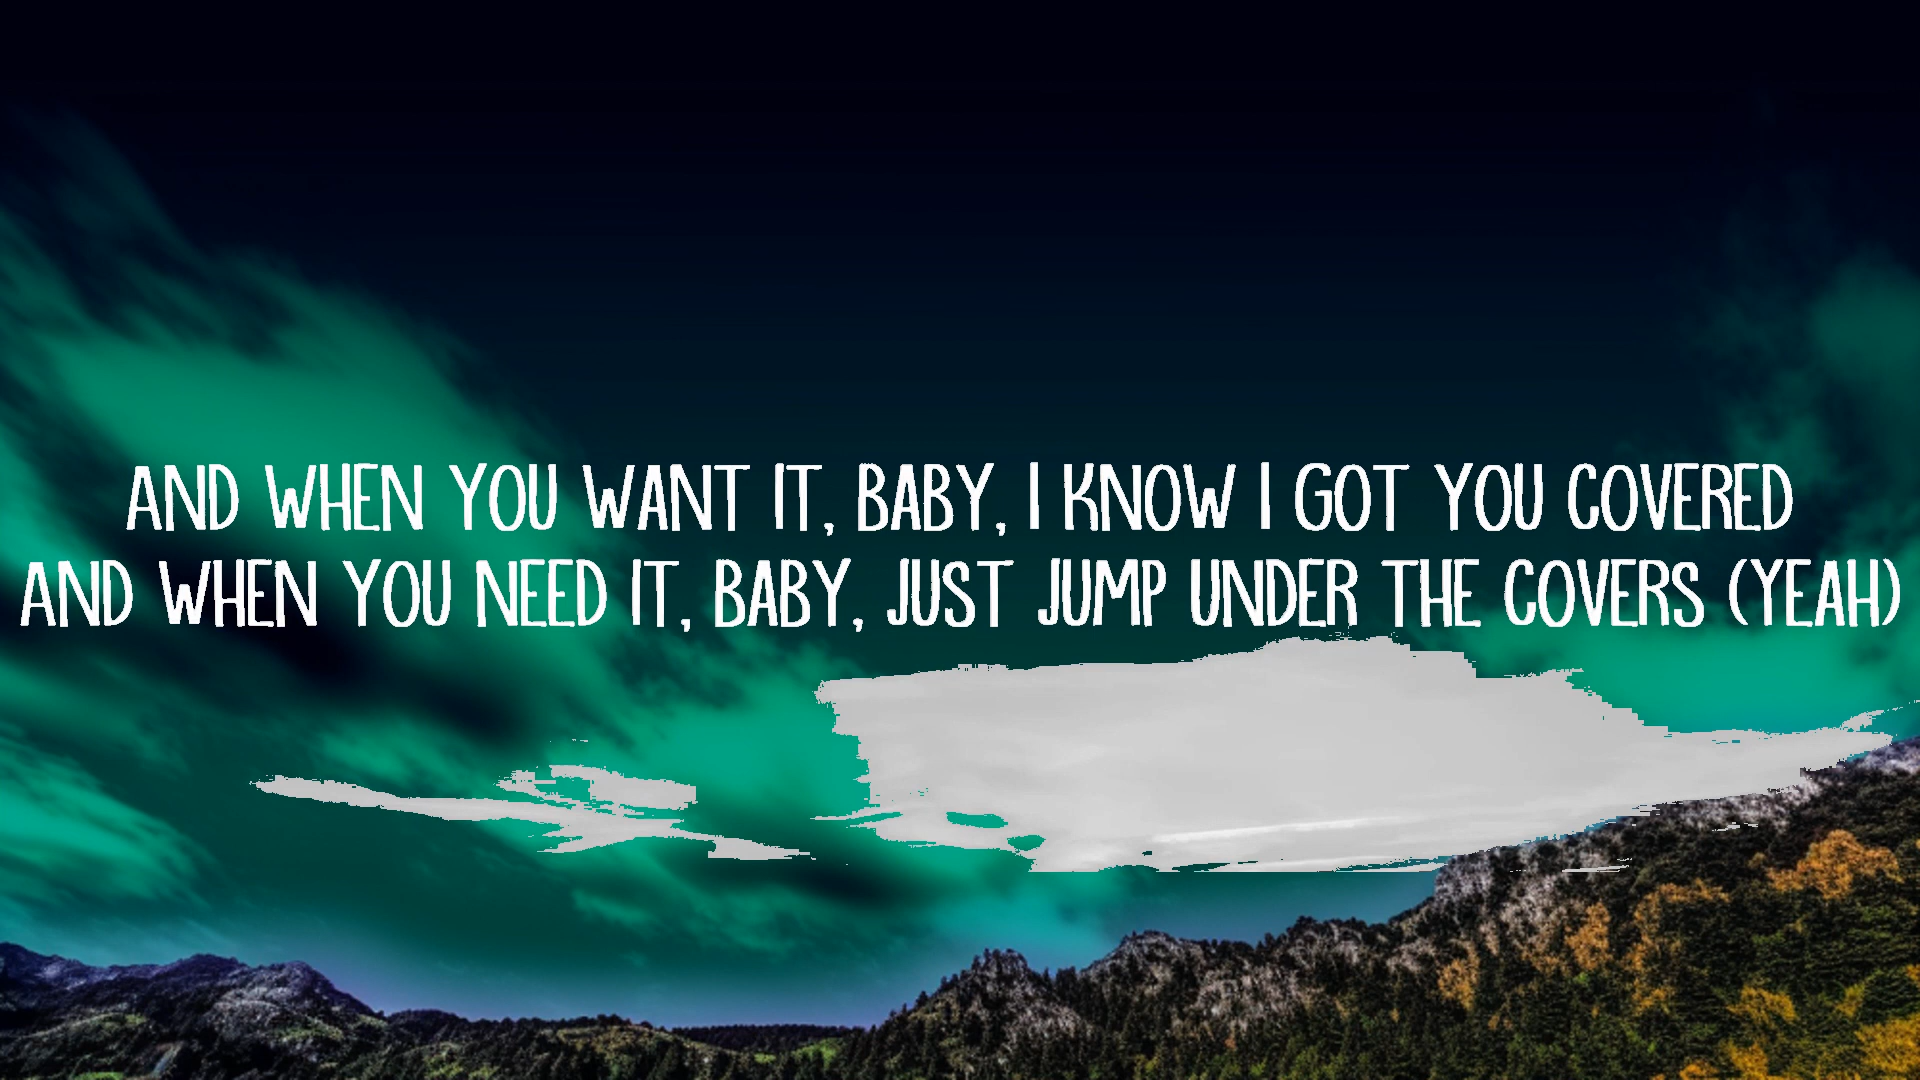 AND WHEN YOU WANT IT, BABY, I KNOW I GOT YOU COVERED
AND WHEN YOU NEED IT, BABY, JUST JUMP UNDER THE COVERS (YEAH)